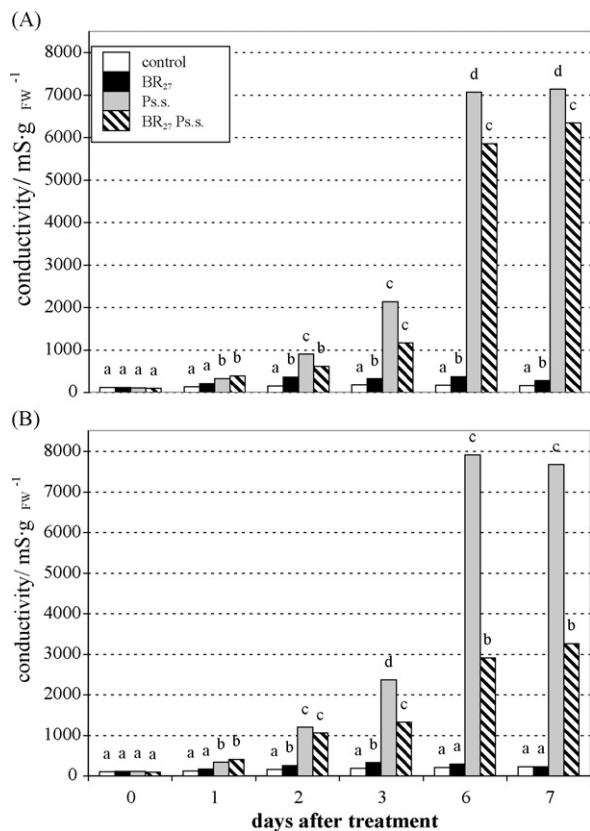 (A)
8000
7000
6000
5000
4000
3000
2000
1000
0
conductivity/ mS·g FW -1
control
BR27
Ps.s.
BR27 Ps.s.
a a a a
a a b b
a b c b
a b c c
a b d c
a b d c
(B)
8000
7000
6000
5000
4000
3000
2000
1000
0
conductivity/ mS·g FW -1
a a a a
a a b b
a b c c
a b d c
a a c b
a a c b
0 1 2 3 6 7
days after treatment